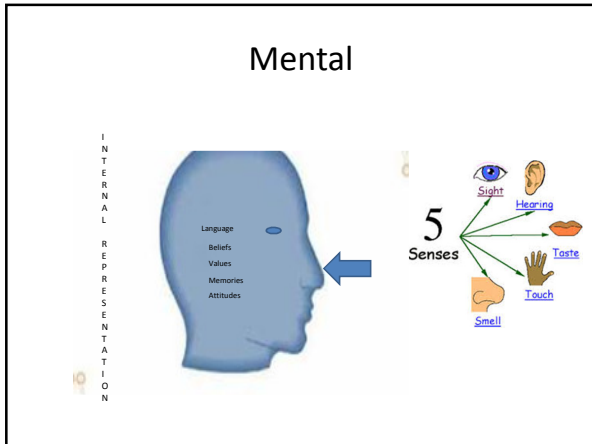 Mental
INTERNAL REPRESENTATION
Language
Beliefs
Values
Memories
Attitudes
5
Senses
Sight
Hearing
Taste
Touch
Smell